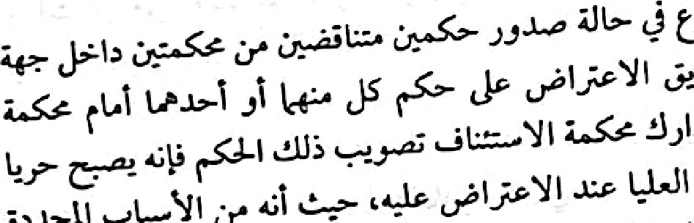 ع في حالة صدور حكمين متناقضين من محكمتين داخل جهة
يق الاعتراض على حكم كل منهما أو أحدهما أمام محكمة
ارك محكمة الاستئناف تصويب ذلك الحكم فإنه يصبح حريا
العليا عند الاعتراض عليه، حيث أنه من الأسباب المحددة